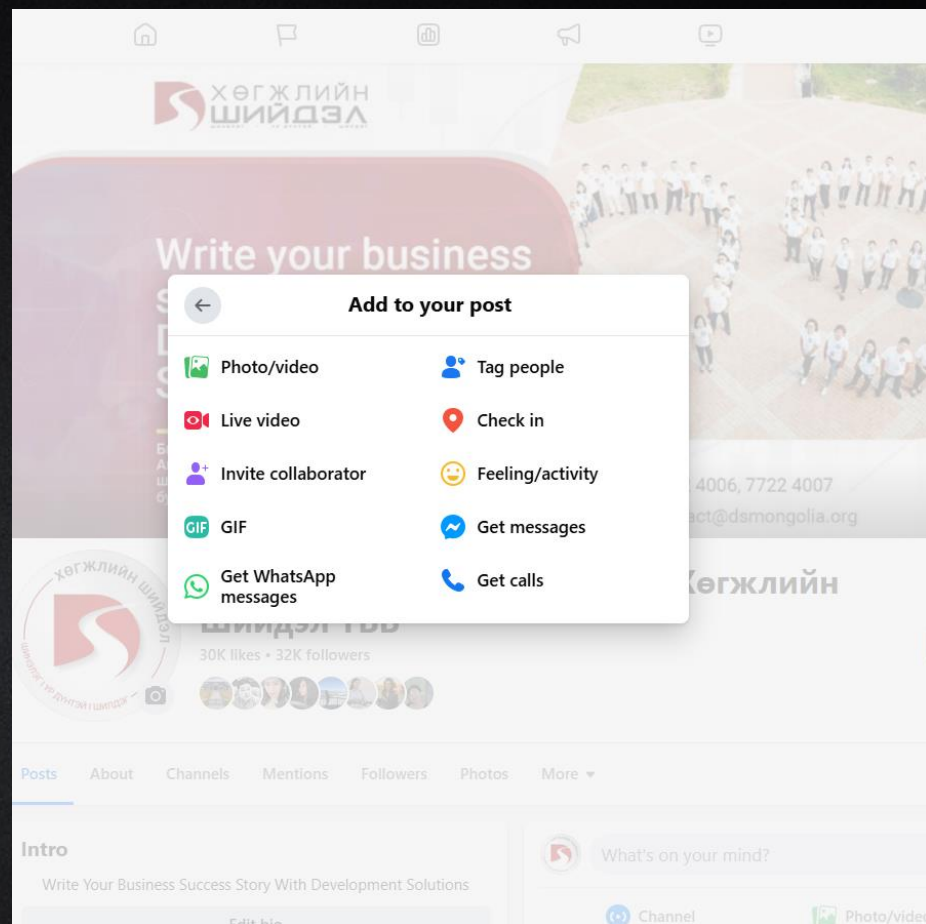 ХӨГЖЛИЙН
ШИЙДЭЛ
Write your business
Add to your post
Photo/video
Tag people
Live video
Check in
Invite collaborator
Feeling/activity
4006, 7722 4007
act@dsmongolia.org
GIF GIF
Get messages
Get WhatsApp
messages
Get calls
Хөгжлийн
Шийдэл ТББ
30K likes • 32K followers
Posts
About
Channels
Mentions
Followers
Photos
More
Intro
What's on your mind?
Write Your Business Success Story With Development Solutions
Edit bio
Channel
Photo/video